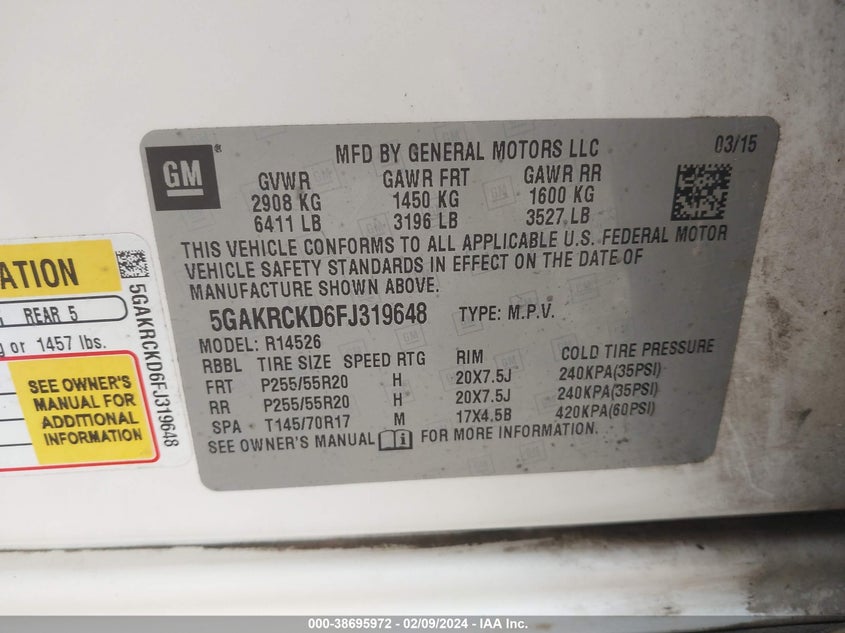 GM
®
MFD BY GENERAL MOTORS LLC
03/15
GVWR GAWR FRT GAWR RR
2908 KG 1450 KG 1600 KG
6411 LB 3196 LB 3527 LB
THIS VEHICLE CONFORMS TO ALL APPLICABLE U.S. FEDERAL MOTOR
VEHICLE SAFETY STANDARDS IN EFFECT ON THE DATE OF
MANUFACTURE SHOWN ABOVE.
5GAKRCKD6FJ319648 TYPE: M.P.V.
MODEL: R14526
RBBL TIRE SIZE SPEED RTG RIM COLD TIRE PRESSURE
FRT P255/55R20 H 20X7.5J 240KPA(35PSI)
RR P255/55R20 H 20X7.5J 240KPA(35PSI)
SPA T145/70R17 M 17X4.5B 420KPA(60PSI)
SEE OWNER'S MANUAL FOR MORE INFORMATION.
REAR 5
or 1457 lbs.
SEE OWNER'S
MANUAL FOR
ADDITIONAL
INFORMATION
5GAKRCKD6FJ319648
000-38695972 / 02/09/2024 - IAA Inc.